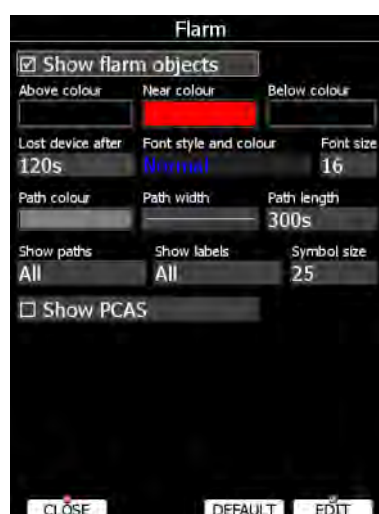 Flarm
☑ Show flarm objects
Above colour Near colour Below colour
Lost device after Font style and colour Font size
120s Normal 16
Path colour Path width Path length
300s
Show paths Show labels Symbol size
All All 25
☐ Show PCAS
CLOSE DEFAULT EDIT